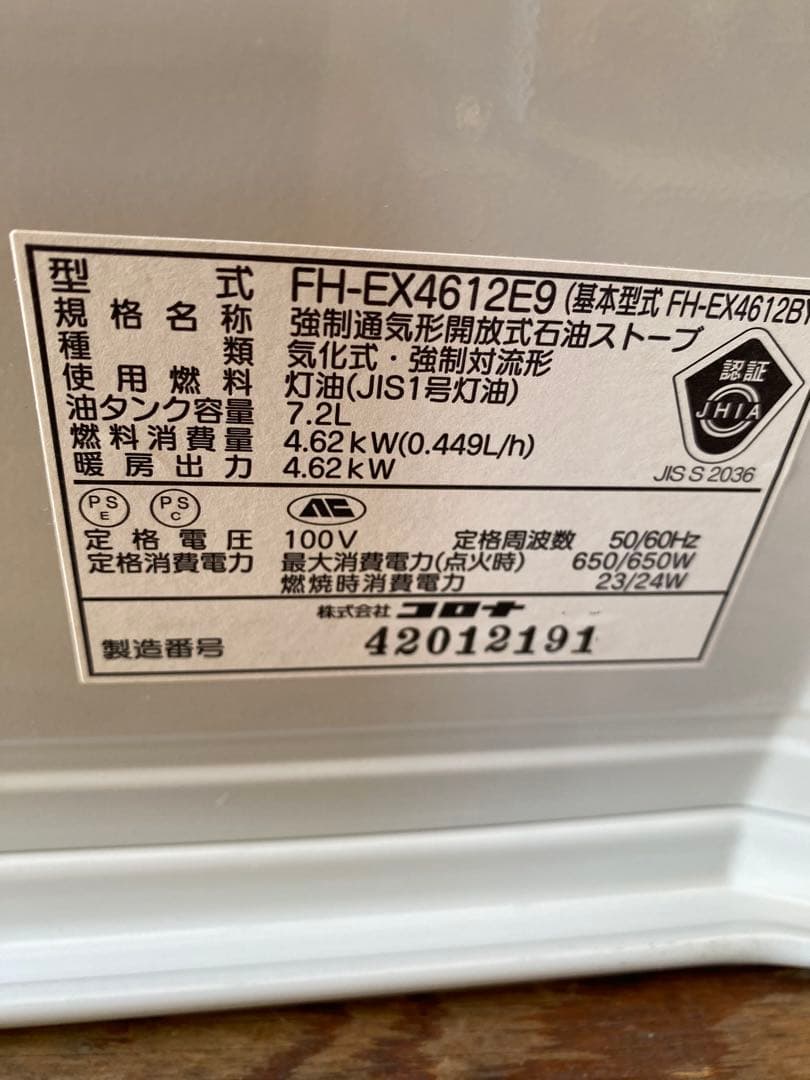 型式 FH-EX4612E9 (基本型式 FH-EX4612BY
規格名称 強制通気形開放式石油ストーブ
種類 気化式・強制対流形
使用燃料 灯油(JIS1号灯油)
油タンク容量 7.2L
燃料消費量 4.62kW(0.449L/h)
暖房出力 4.62kW
認証
JHIA
JIS S 2036
PS E PS C
定格電圧 100V 定格周波数 50/60Hz
定格消費電力 最大消費電力(点火時) 650/650W
燃焼時消費電力 23/24W
株式会社 コロナ
製造番号 42012191